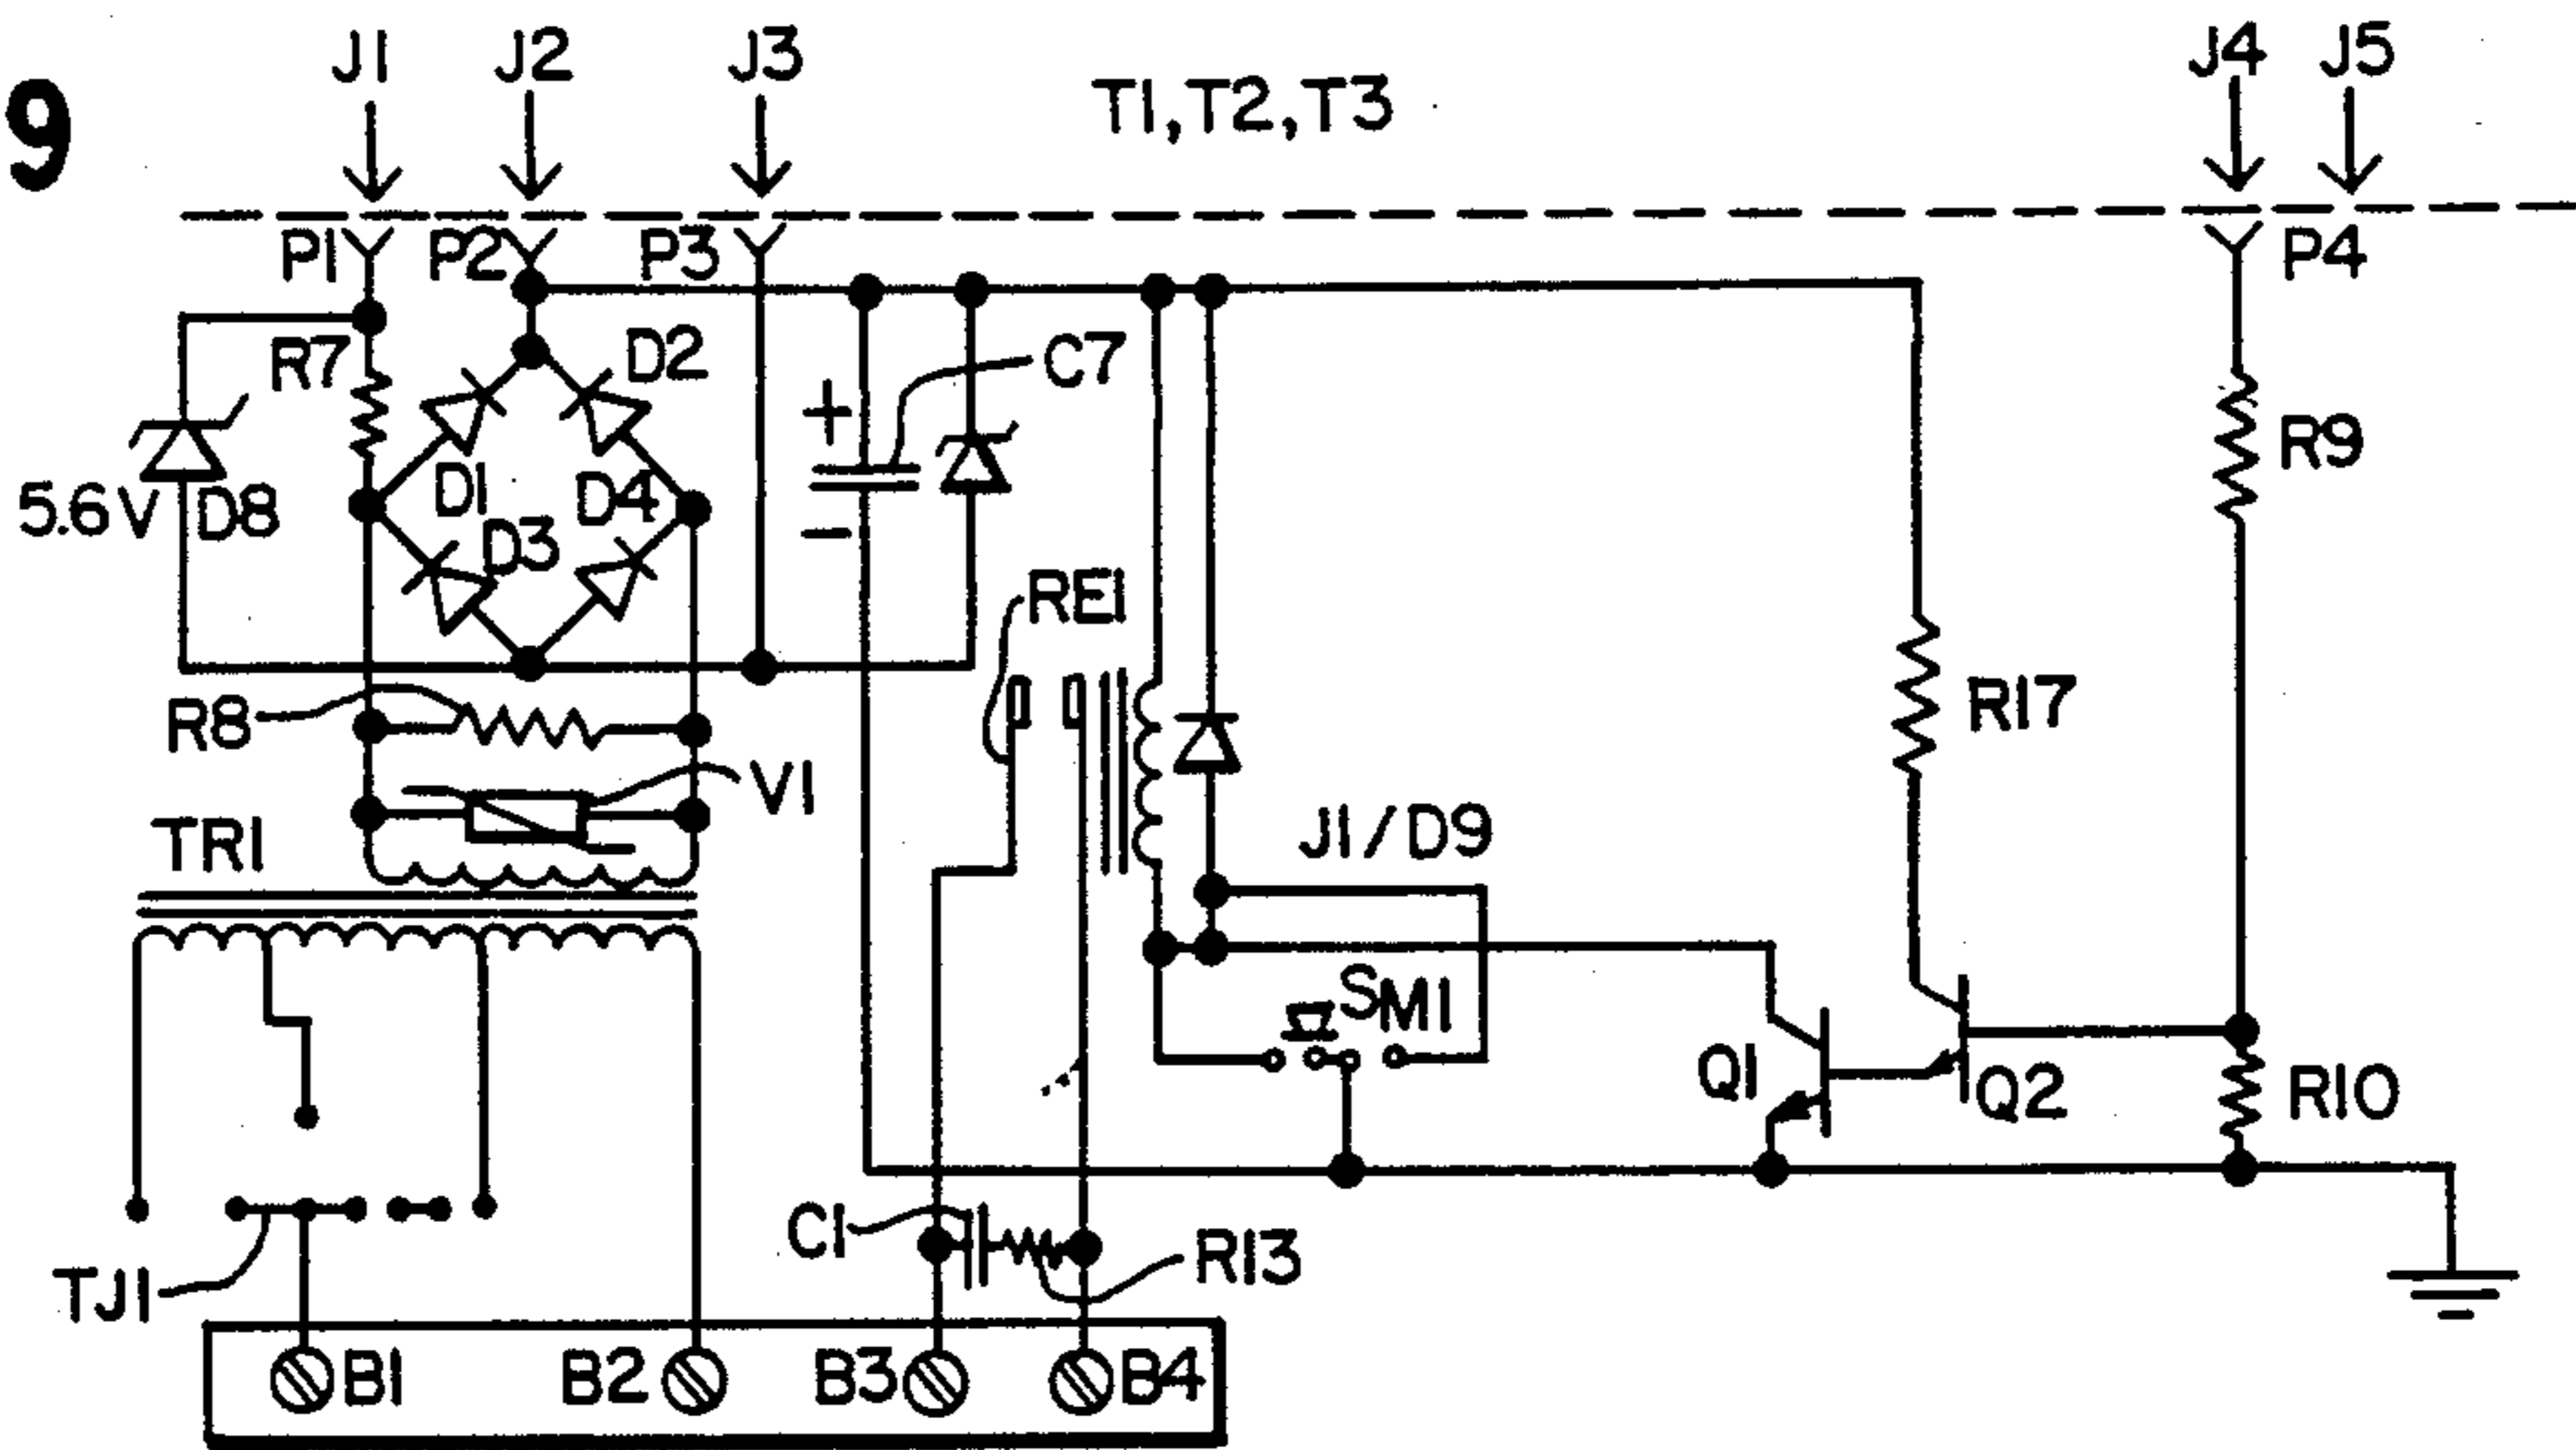 9
J1 J2 J3 T1,T2,T3 J4 J5
P1 P2 P3 P4
R7 D2 C7
+
R9
D1 D4
5.6V D8 D3
-
RE1
R8 R17
V1
TR1 J1/D9
SM1
Q1 Q2 R10
C1 R13
TJ1
B1 B2 B3 B4